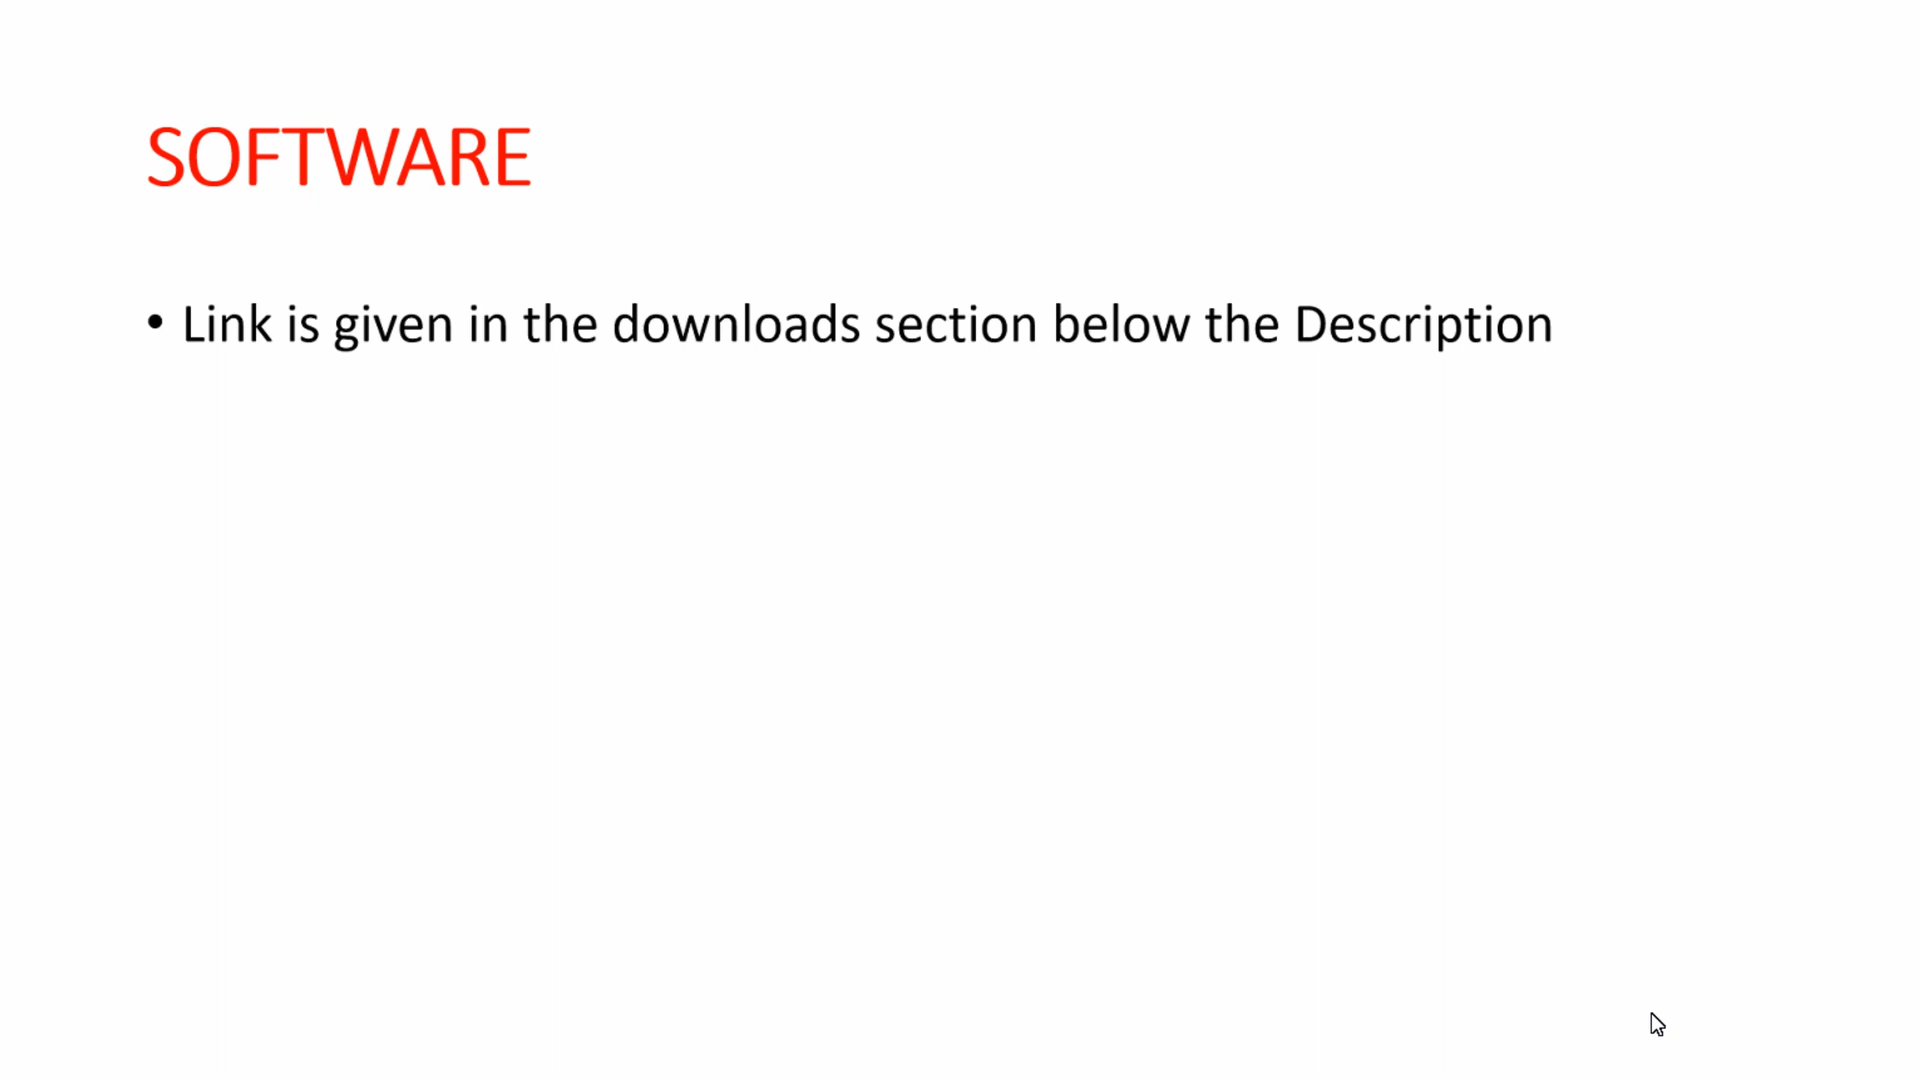 SOFTWARE
• Link is given in the downloads section below the Description